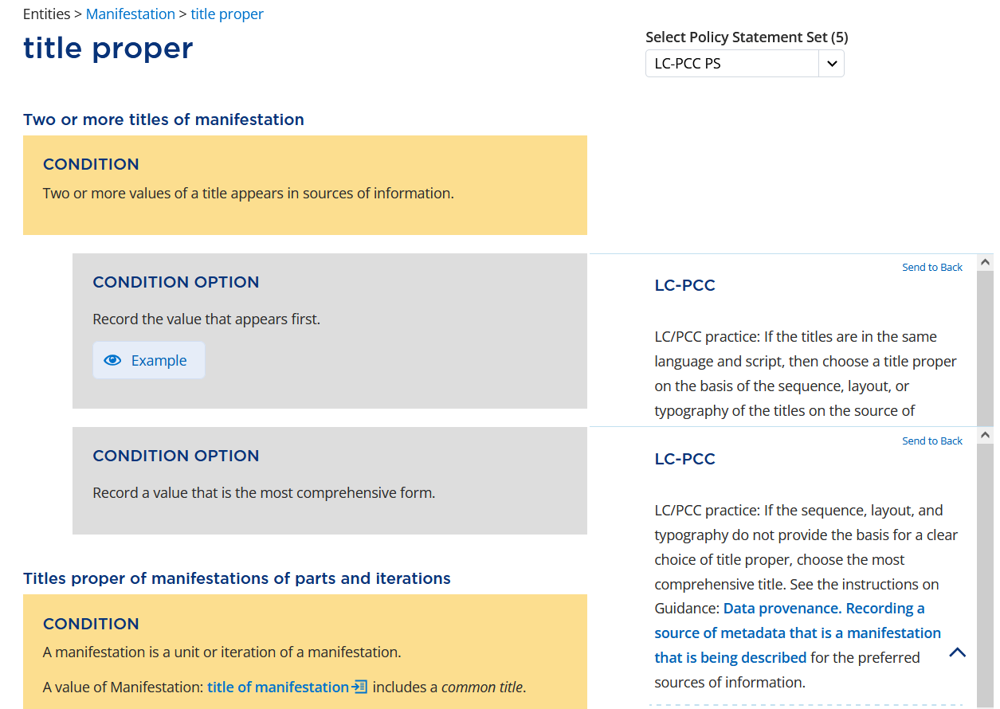 Entities > Manifestation > title proper
title proper
Select Policy Statement Set (5)
LC-PCC PS
Two or more titles of manifestation
CONDITION
Two or more values of a title appears in sources of information.
CONDITION OPTION
Record the value that appears first.
Example
Send to Back
LC-PCC
LC/PCC practice: If the titles are in the same
language and script, then choose a title proper
on the basis of the sequence, layout, or
typography of the titles on the source of
CONDITION OPTION
Record a value that is the most comprehensive form.
Send to Back
LC-PCC
LC/PCC practice: If the sequence, layout, and
typography do not provide the basis for a clear
choice of title proper, choose the most
comprehensive title. See the instructions on
Guidance: Data provenance. Recording a
source of metadata that is a manifestation
that is being described for the preferred
sources of information.
Titles proper of manifestations of parts and iterations
CONDITION
A manifestation is a unit or iteration of a manifestation.
A value of Manifestation: title of manifestation includes a common title.